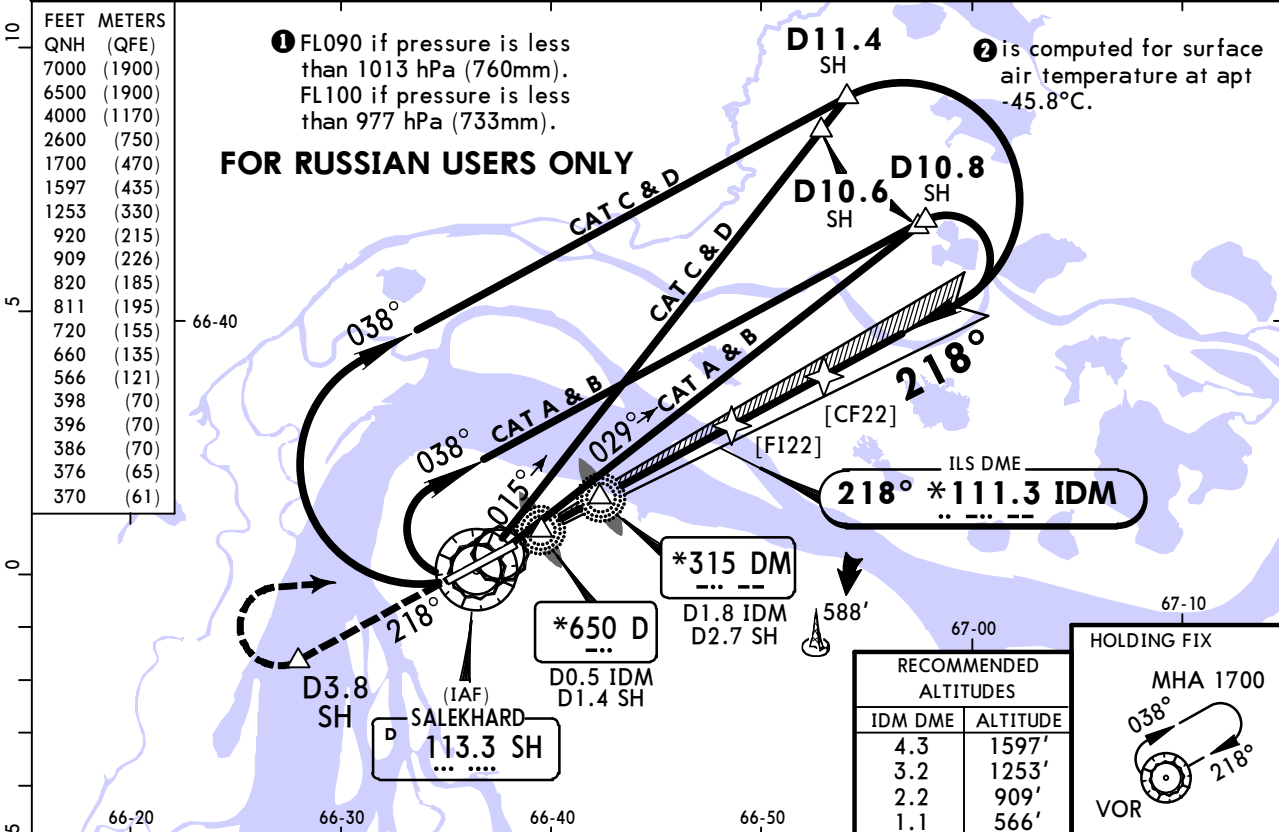 FEET METERS
QNH (QFE)
7000 (1900)
6500 (1900)
4000 (1170)
2600 (750)
1700 (470)
1597 (435)
1253 (330)
920 (215)
909 (226)
820 (185)
811 (195)
720 (155)
660 (135)
566 (121)
398 (70)
396 (70)
386 (70)
376 (65)
370 (61)
10
5
0
5
❶ FL090 if pressure is less
than 1013 hPa (760mm).
FL100 if pressure is less
than 977 hPa (733mm).
FOR RUSSIAN USERS ONLY
❷ is computed for surface
air temperature at apt
-45.8°C.
D11.4
SH
D10.6
SH
D10.8
SH
CAT C & D
CAT C & D
CAT A & B
CAT A & B
038°
038°
015°
029°
218°
218°
66-40
[CF22]
[FI22]
ILS DME
218° *111.3 IDM
.. -.. --
*315 DM
-.. --
D1.8 IDM
D2.7 SH
*650 D
-..
D0.5 IDM
D1.4 SH
588'
D3.8
SH
(IAF)
SALEKHARD
D 113.3 SH
... ....
66-20
66-30
66-40
66-50
67-00
67-10
RECOMMENDED
ALTITUDES
IDM DME ALTITUDE
4.3 1597'
3.2 1253'
2.2 909'
1.1 566'
HOLDING FIX
MHA 1700
038°
218°
VOR